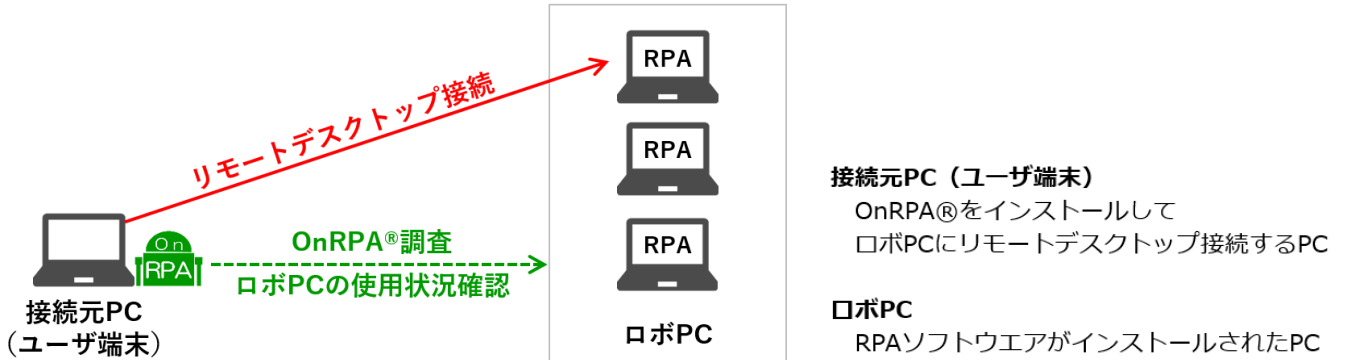 RPA
リモートデスクトップ接続
RPA
On
RPA
OnRPA®調査
ロボPCの使用状況確認
RPA
接続元PC
（ユーザ端末）
ロボPC
接続元PC（ユーザ端末）
OnRPA®をインストールして
ロボPCにリモートデスクトップ接続するPC
ロボPC
RPAソフトウエアがインストールされたPC